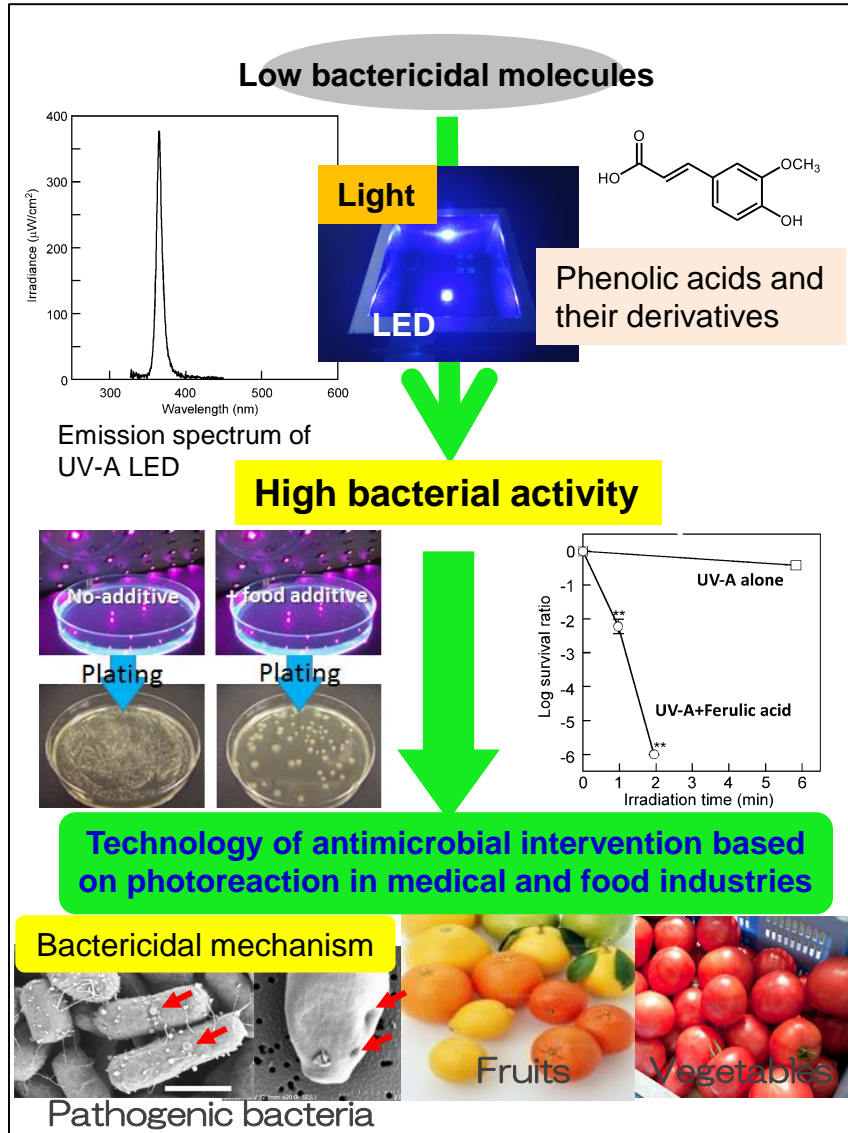 Low bactericidal molecules
400
300
200
100
0
Irradiance (μW/cm²)
300
400
500
600
Wavelength (nm)
Emission spectrum of
UV-A LED
Light
LED
O
HO
OCH₃
OH
Phenolic acids and
their derivatives
High bacterial activity
No-additive
+ food additive
Plating
Plating
0
-1
-2
-3
-4
-5
-6
Log survival ratio
UV-A alone
**
UV-A+Ferulic acid
**
0
1
2
3
4
5
6
Irradiation time (min)
Technology of antimicrobial intervention based
on photoreaction in medical and food industries
Bactericidal mechanism
Pathogenic bacteria
Fruits
Vegetables